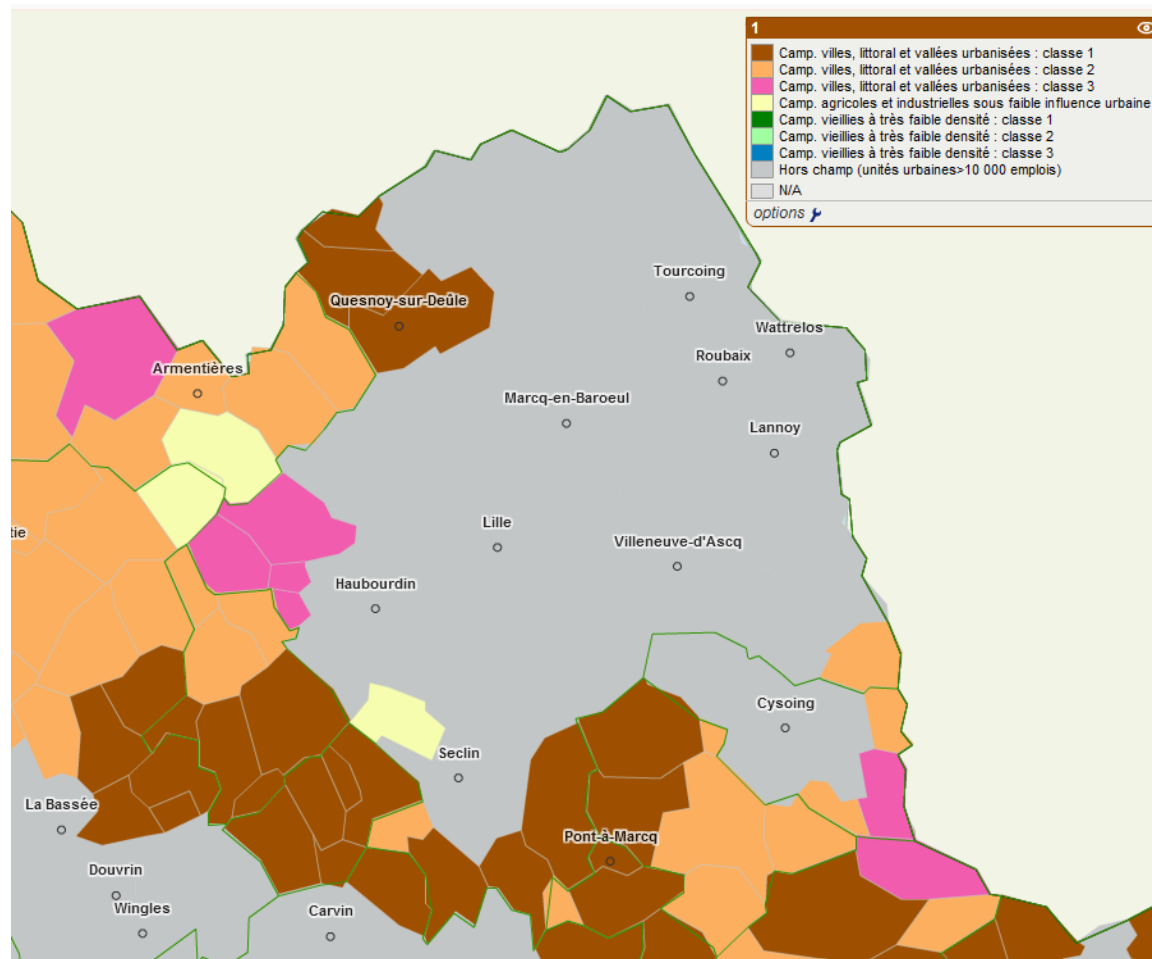 1
Camp. villes, littoral et vallées urbanisées : classe 1
Camp. villes, littoral et vallées urbanisées : classe 2
Camp. villes, littoral et vallées urbanisées : classe 3
Camp. agricoles et industrielles sous faible influence urbaine
Camp. vieillies à très faible densité : classe 1
Camp. vieillies à très faible densité : classe 2
Camp. vieillies à très faible densité : classe 3
Hors champ (unités urbaines>10 000 emplois)
N/A
options
Tourcoing
Quesnoy-sur-Deûle
Wattrelos
Roubaix
Armentières
Marcq-en-Baroeul
Lannoy
Lille
tie
Villeneuve-d'Ascq
Haubourdin
Cysoing
Seclin
La Bassée
Pont-à-Marcq
Douvrin
Wingles
Carvin